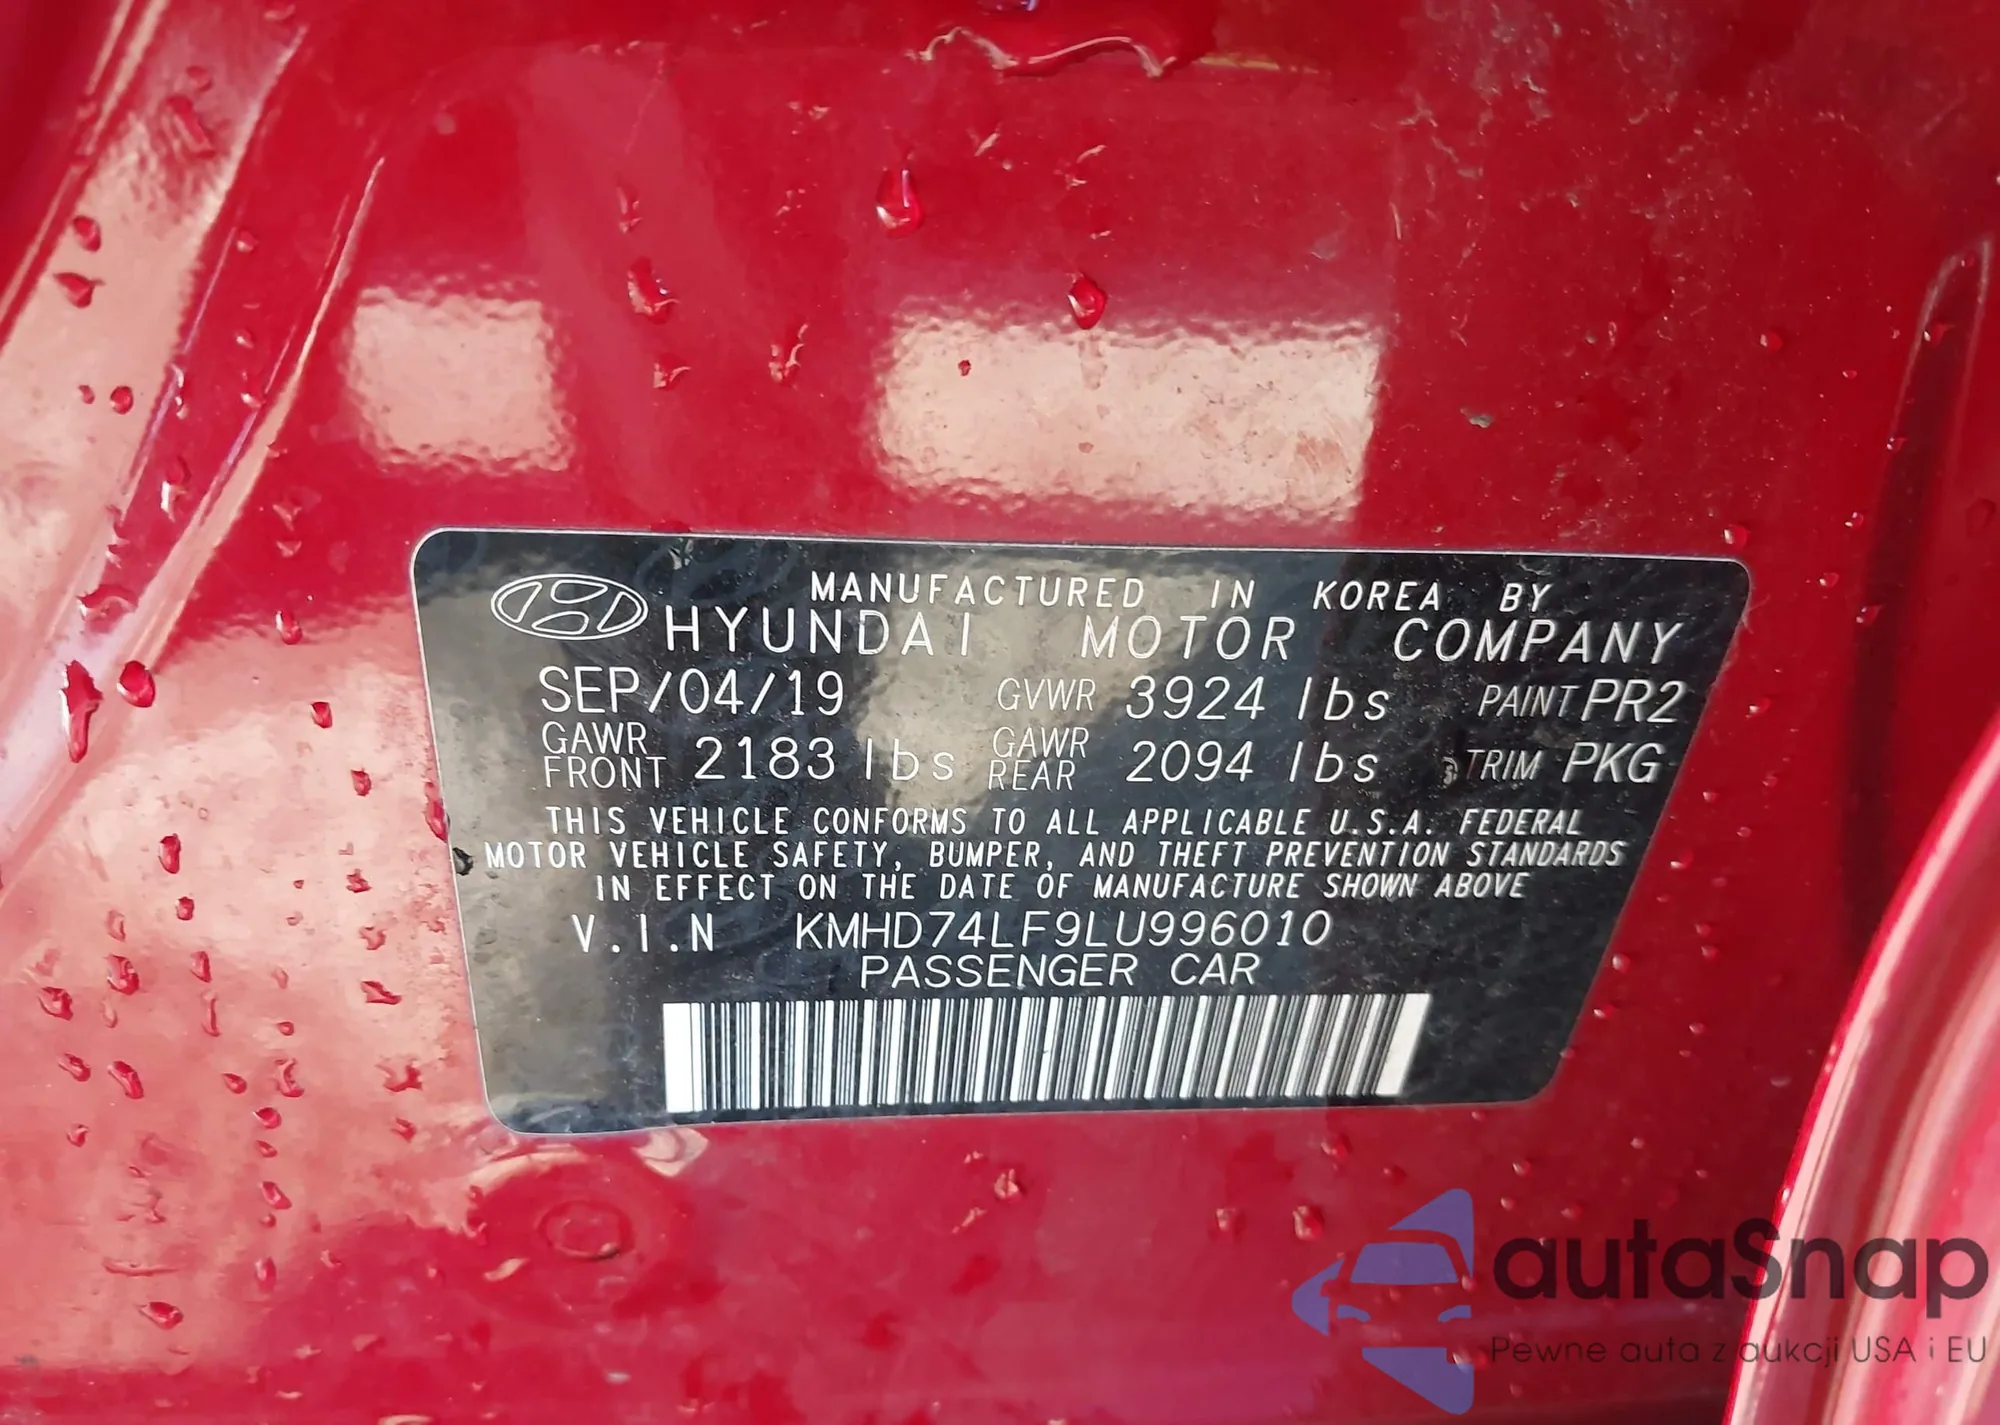 MANUFACTURED IN KOREA BY
HYUNDAI MOTOR COMPANY
SEP/04/19 GVWR 3924 lbs PAINT PR2
GAWR FRONT 2183 lbs GAWR REAR 2094 lbs TRIM PKG
THIS VEHICLE CONFORMS TO ALL APPLICABLE U.S.A. FEDERAL
MOTOR VEHICLE SAFETY, BUMPER, AND THEFT PREVENTION STANDARDS
IN EFFECT ON THE DATE OF MANUFACTURE SHOWN ABOVE
V.I.N KMHD74LF9LU996010
PASSENGER CAR
autaSnap
Pewne auta z aukcji USA i EU